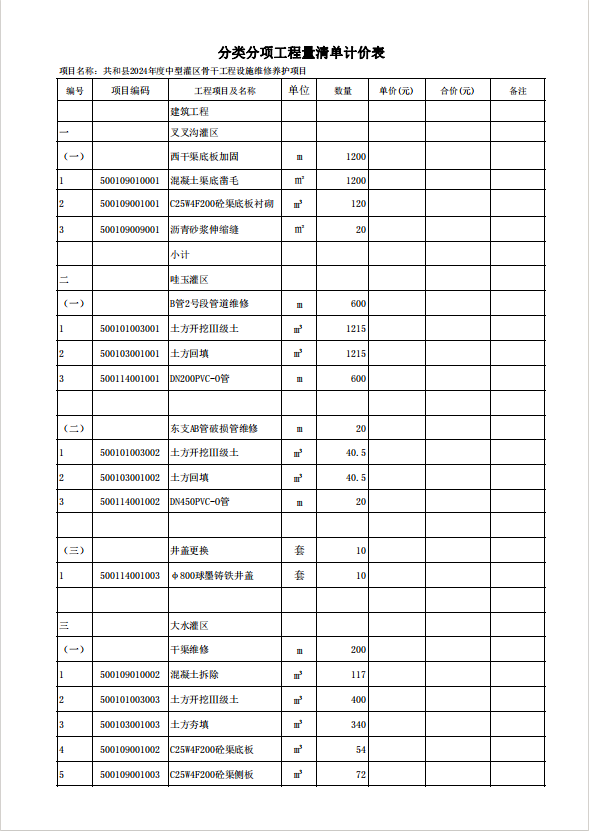 分类分项工程量清单计价表
项目名称：共和县2024年度中型灌区骨干工程设施维修养护项目
编号 项目编码 工程项目及名称 单位 数量 单价(元) 合价(元) 备注
建筑工程
一 叉叉沟灌区
（一） 西干渠底板加固 m 1200
1 500109010001 混凝土渠底凿毛 m² 1200
2 500109001001 C25W4F200砼渠底板衬砌 m³ 120
3 500109009001 沥青砂浆伸缩缝 m² 20
小计
二 哇玉灌区
（一） B管2号段管道维修 m 600
1 500101003001 土方开挖III级土 m³ 1215
2 500103001001 土方回填 m³ 1215
3 500114001001 DN200PVC-O管 m 600
（二） 东支AB管破损管维修 m 20
1 500101003002 土方开挖III级土 m³ 40.5
2 500103001002 土方回填 m³ 40.5
3 500114001002 DN450PVC-O管 m 20
（三） 井盖更换 套 10
1 500114001003 φ800球墨铸铁井盖 套 10
三 大水灌区
（一） 干渠维修 m 200
1 500109010002 混凝土拆除 m³ 117
2 500101003003 土方开挖III级土 m³ 400
3 500103001003 土方夯填 m³ 340
4 500109001002 C25W4F200砼渠底板 m³ 54
5 500109001003 C25W4F200砼渠侧板 m³ 72